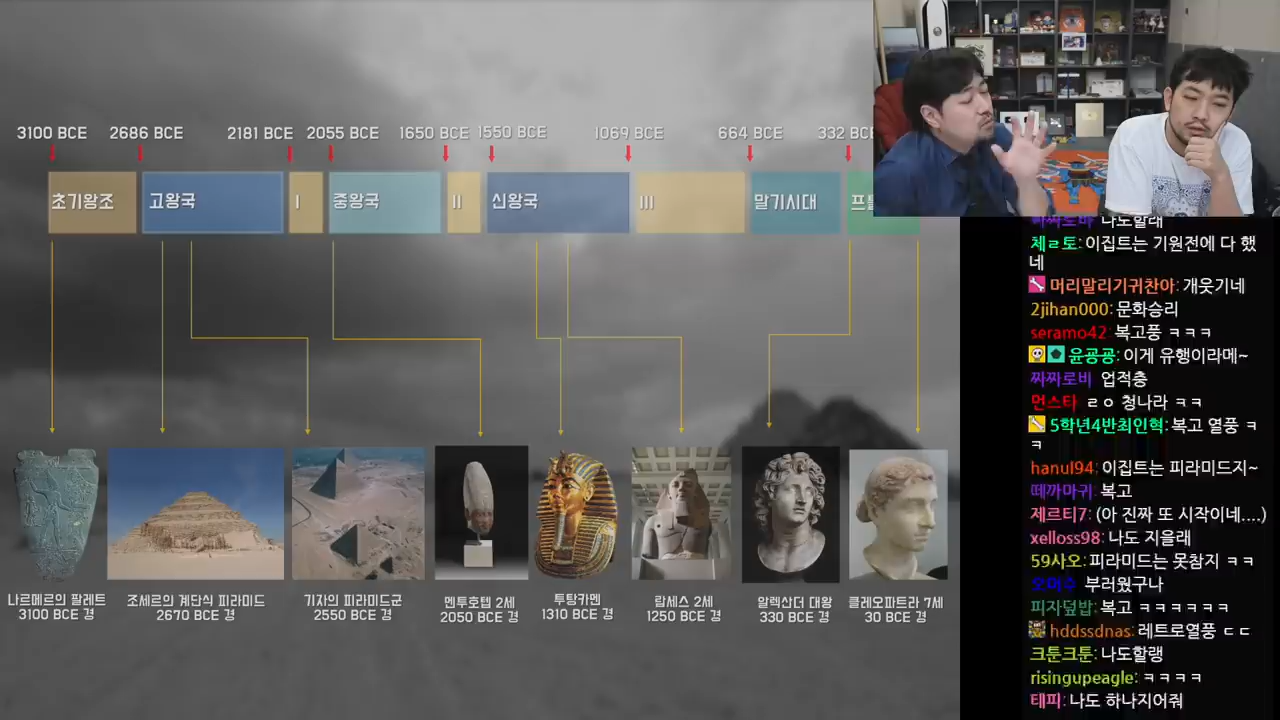 3100 BCE
2686 BCE
2181 BCE
2055 BCE
1650 BCE
1550 BCE
1069 BCE
664 BCE
332 BCE
초기왕조
고왕국
I
중왕국
II
신왕국
III
말기시대
나르메르의 팔레트
3100 BCE 경
조세르의 계단식 피라미드
2670 BCE 경
기자의 피라미드군
2550 BCE 경
멘투호텝 2세
2050 BCE 경
투탕카멘
1310 BCE 경
람세스 2세
1250 BCE 경
알렉산더 대왕
330 BCE 경
클레오파트라 7세
30 BCE 경
짜짜로비 나도할래
체ㄹ토: 이집트는 기원전에 다 했
네
머리말리기귀찬아: 개웃기네
2jihan000: 문화승리
seramo42: 복고풍 ㅋㅋㅋ
윤공공: 이게 유행이라메~
짜짜로비 업적충
먼스타 ㄹㅇ 청나라 ㅋㅋ
5학년4반최인혁: 복고 열풍 ㅋ
ㅋ
hanul94: 이집트는 피라미드지~
떼까마귀: 복고
제르티7: (아 진짜 또 시작이네....)
xelloss98: 나도 지을래
59사오: 피라미드는 못참지 ㅋㅋ
부러웠구나
피자덮밥: 복고 ㅋㅋㅋㅋㅋㅋ
hddssdnas: 레트로열풍 ㄷㄷ
크툰크툰: 나도할랭
risingupeagle: ㅋㅋㅋㅋ
테피: 나도 하나지어줘